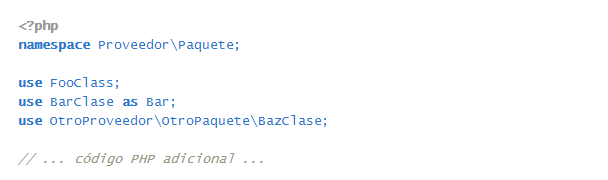 <?php
namespace Proveedor\Paquete;
use FooClass;
use BarClase as Bar;
use OtroProveedor\OtroPaquete\BazClase;
// ... código PHP adicional ...